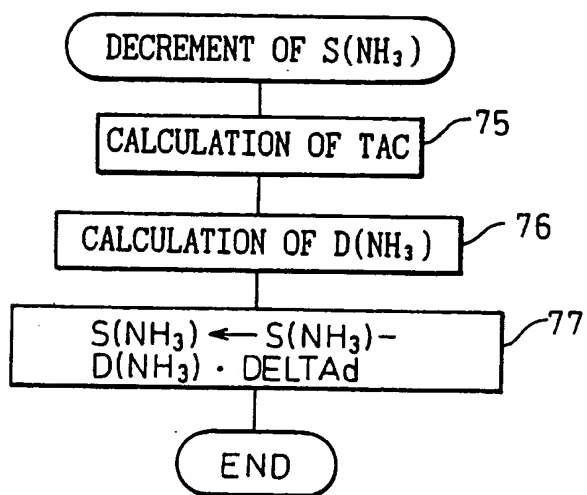 DECREMENT OF S(NH₃)
75
CALCULATION OF TAC
76
CALCULATION OF D(NH₃)
77
S(NH₃) ← S(NH₃)−
D(NH₃) · DELTAd
END